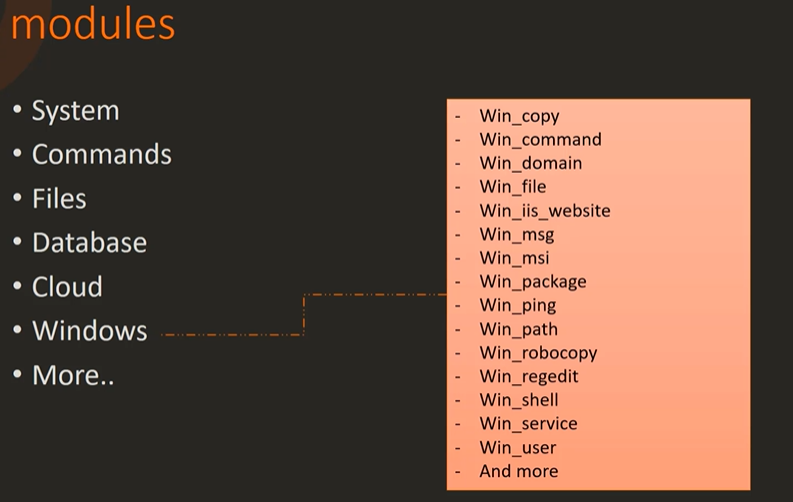 modules
• System
• Commands
• Files
• Database
• Cloud
• Windows
• More..
- Win_copy
- Win_command
- Win_domain
- Win_file
- Win_iis_website
- Win_msg
- Win_msi
- Win_package
- Win_ping
- Win_path
- Win_robocopy
- Win_regedit
- Win_shell
- Win_service
- Win_user
- And more